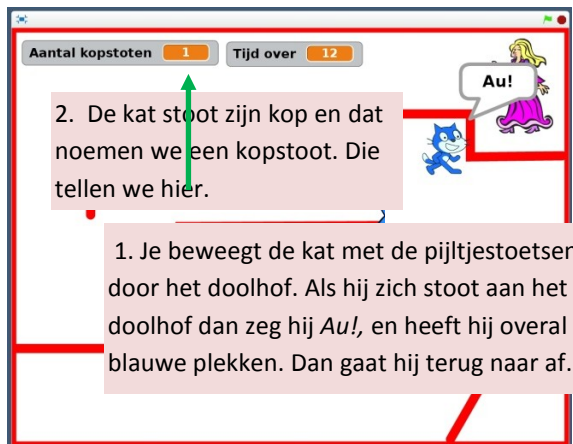 Aantal kopstoten 1 Tijd over 12
Au!
2. De kat stoot zijn kop en dat
noemen we een kopstoot. Die
tellen we hier.
1. Je beweegt de kat met de pijltjestoetsen
door het doolhof. Als hij zich stoot aan het
doolhof dan zeg hij Au!, en heeft hij overal
blauwe plekken. Dan gaat hij terug naar af.